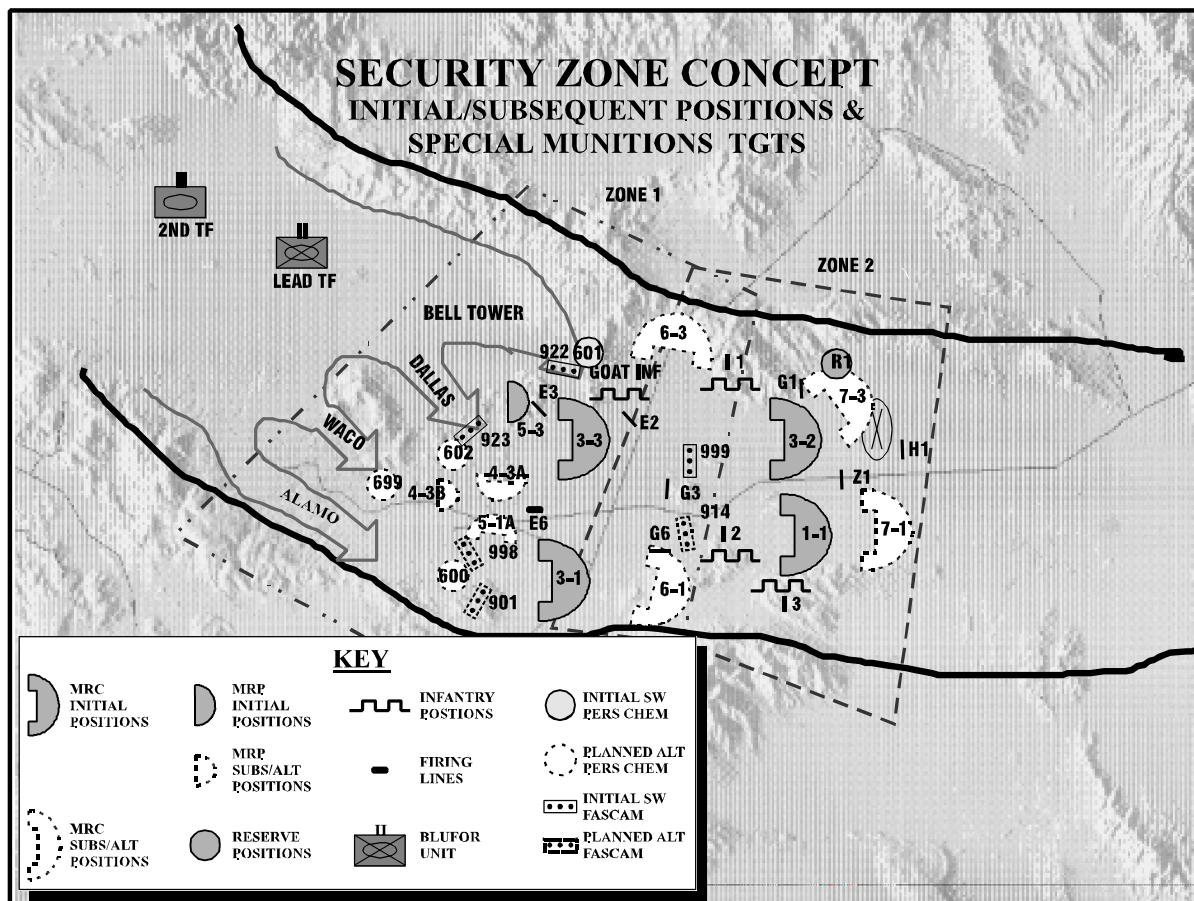 SECURITY ZONE CONCEPT
INITIAL/SUBSEQUENT POSITIONS &
SPECIAL MUNITIONS TGTS
ZONE 1
2ND TF
LEAD TF
ZONE 2
BELL TOWER
6-3
922
601
GOAT INF
I 1
R1
DALLAS
E3
G1
7-3
5-3
E2
WACO
923
3-3
3-2
H1
602
999
4-3A
699
4-3B
G3
Z1
ALAMO
5-1A
E6
914
998
G6
I 2
1-1
7-1
600
3-1
901
6-1
I 3
KEY
MRC
INITIAL
POSITIONS
MRP
INITIAL
POSITIONS
INFANTRY
POSTIONS
INITIAL SW
PERS CHEM
MRP
SUBS/ALT
POSITIONS
FIRING
LINES
PLANNED ALT
PERS CHEM
INITIAL SW
FASCAM
MRC
SUBS/ALT
POSITIONS
RESERVE
POSITIONS
BLUFOR
UNIT
PLANNED ALT
FASCAM